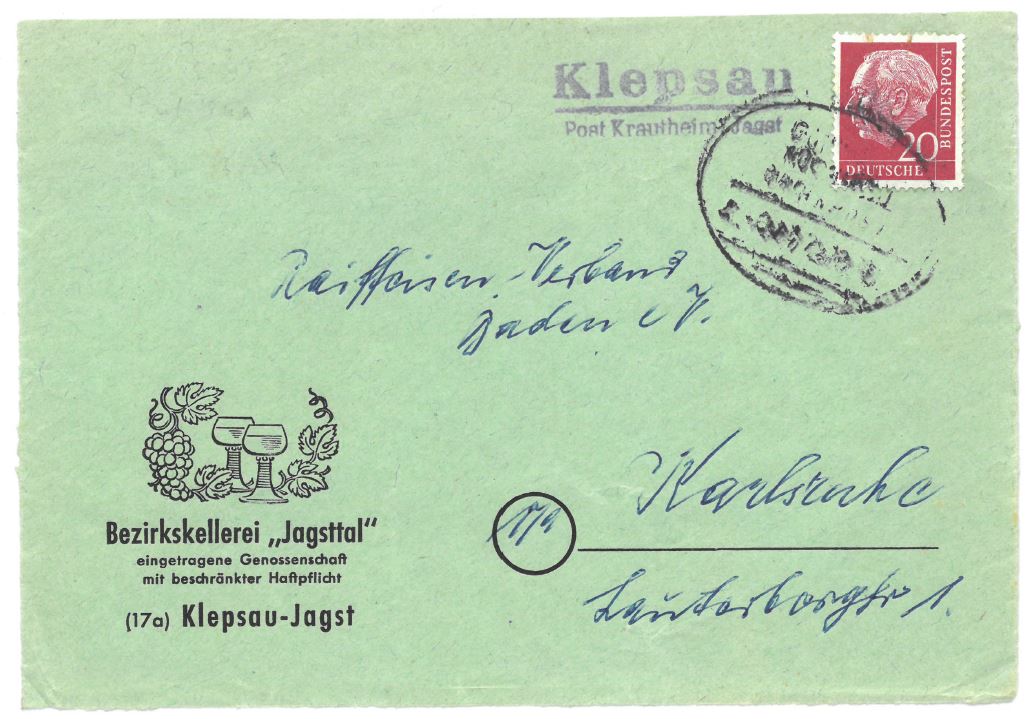 Klepsau
Post Krautheim/Jagst
20
BUNDESPOST
DEUTSCHE
Raiffeisen-Verband
Baden e.V.
Karlsruhe
17a
Lauterbergstr 1.
Bezirkskellerei „Jagsttal“
eingetragene Genossenschaft
mit beschränkter Haftpflicht
(17a) Klepsau-Jagst